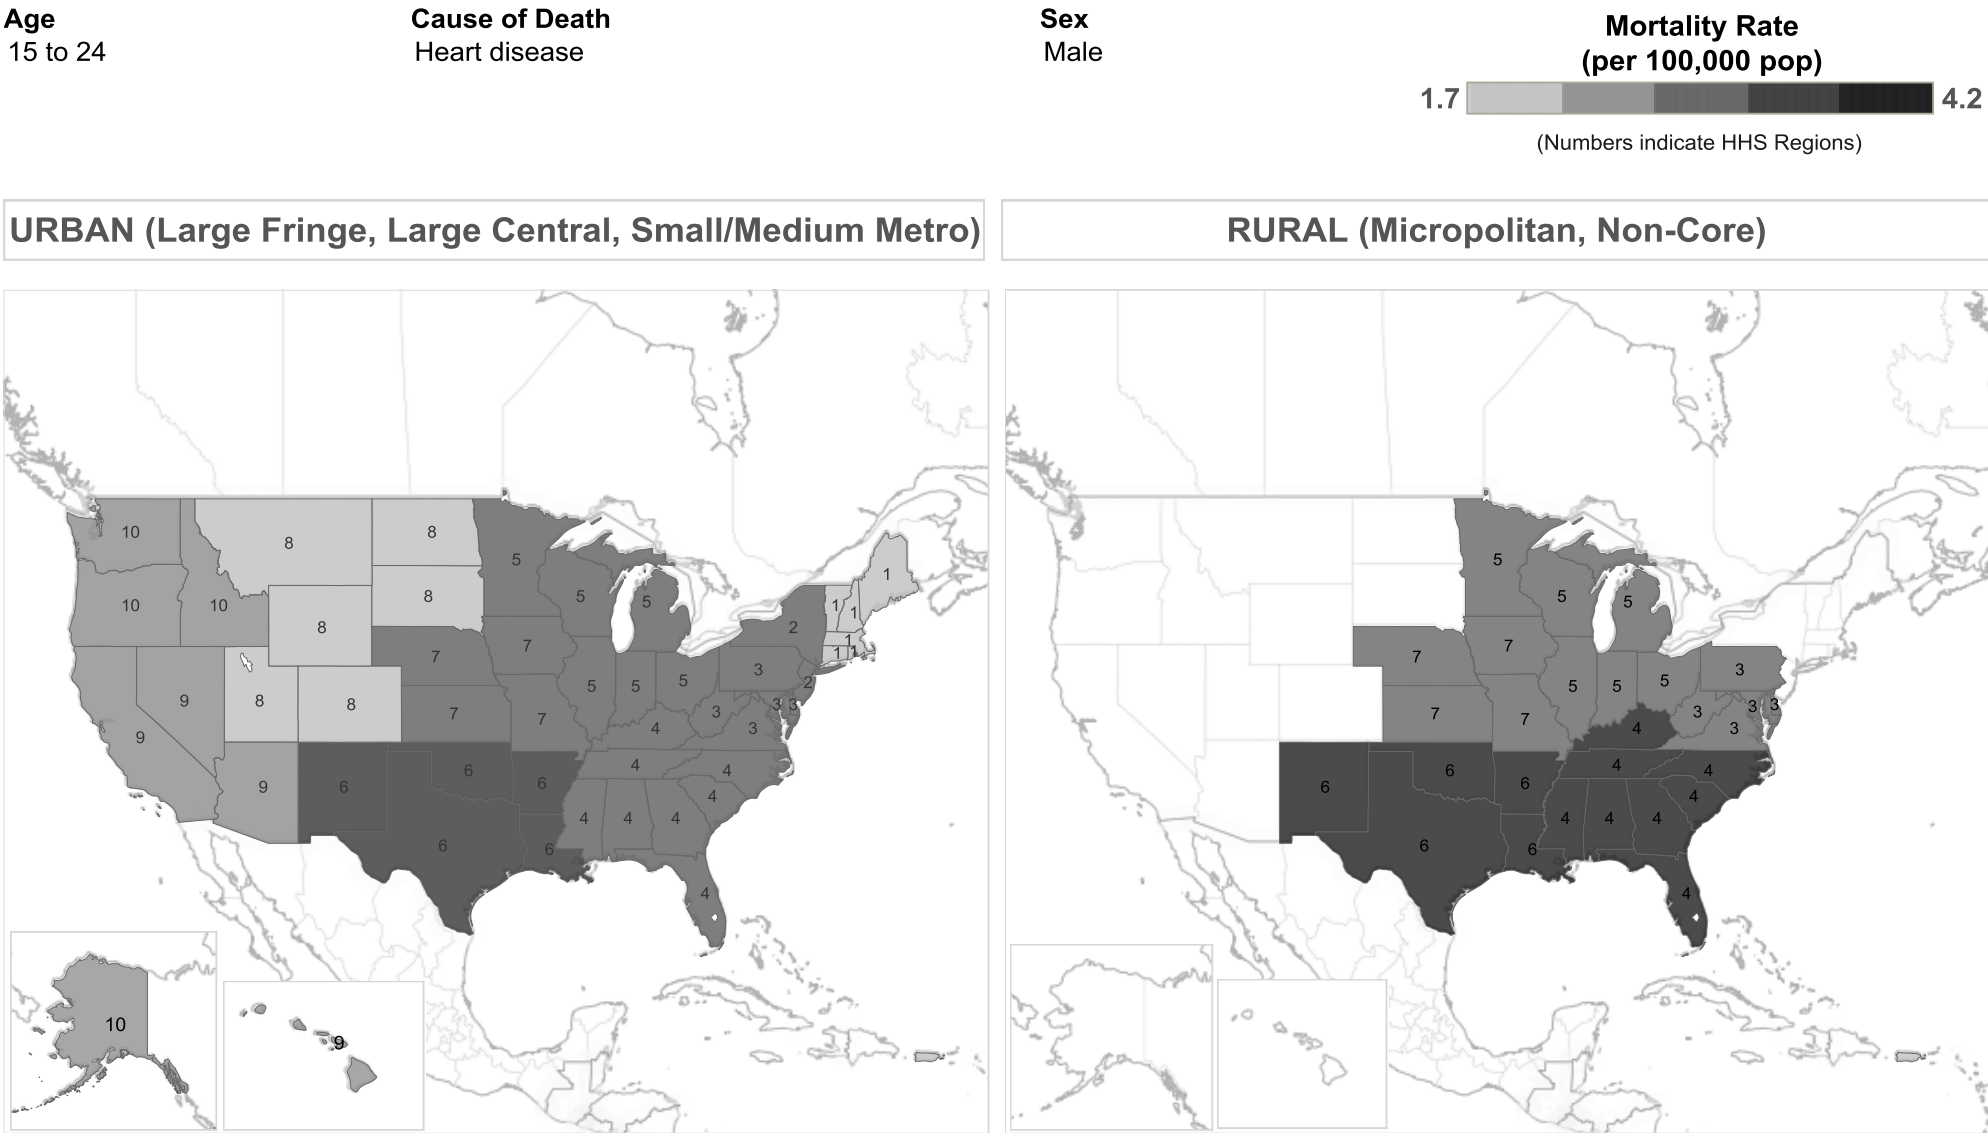 Age
15 to 24
Cause of Death
Heart disease
Sex
Male
Mortality Rate
(per 100,000 pop)
1.7 4.2
(Numbers indicate HHS Regions)
URBAN (Large Fringe, Large Central, Small/Medium Metro)
10 8 8 5 1
10 10 8 8 5 5 1 1
8 7 7 2 1
9 9 8 8 7 7 5 5 5 3 1 1 2
4 3 3 3 3
9 6 6 6 4 4
6 6 4 4 4 4
4
10
9
RURAL (Micropolitan, Non-Core)
5
5 5
7 7
7 7 5 5 5 3
4 3 3 3 3
6 6 6 4 4
6 6 4 4 4 4
4